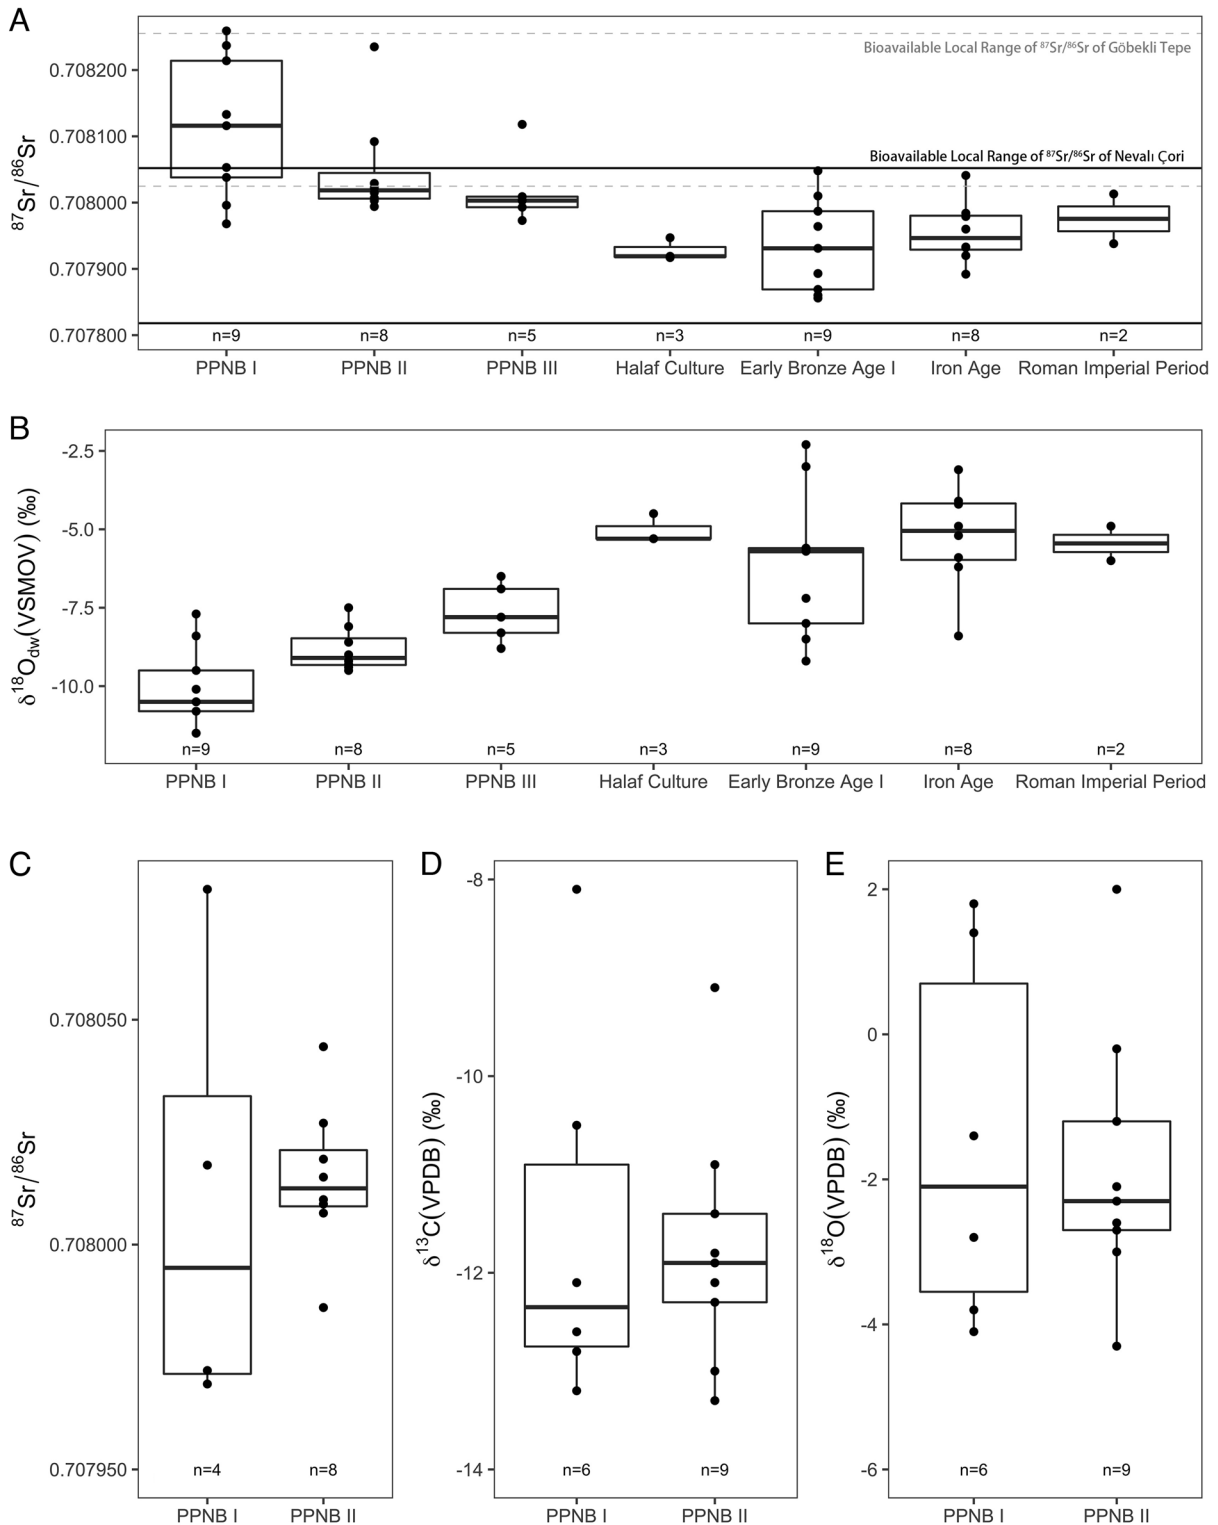 A
Bioavailable Local Range of ⁸⁷Sr/⁸⁶Sr of Göbekli Tepe
Bioavailable Local Range of ⁸⁷Sr/⁸⁶Sr of Nevalı Çori
⁸⁷Sr/⁸⁶Sr
0.708200
0.708100
0.708000
0.707900
0.707800
n=9 n=8 n=5 n=3 n=9 n=8 n=2
PPNB I PPNB II PPNB III Halaf Culture Early Bronze Age I Iron Age Roman Imperial Period
B
δ¹⁸O_dw(VSMOV) (‰)
-2.5
-5.0
-7.5
-10.0
n=9 n=8 n=5 n=3 n=9 n=8 n=2
PPNB I PPNB II PPNB III Halaf Culture Early Bronze Age I Iron Age Roman Imperial Period
C
⁸⁷Sr/⁸⁶Sr
0.708050
0.708000
0.707950
n=4 n=8
PPNB I PPNB II
D
δ¹³C(VPDB) (‰)
-8
-10
-12
-14
n=6 n=9
PPNB I PPNB II
E
δ¹⁸O(VPDB) (‰)
2
0
-2
-4
-6
n=6 n=9
PPNB I PPNB II